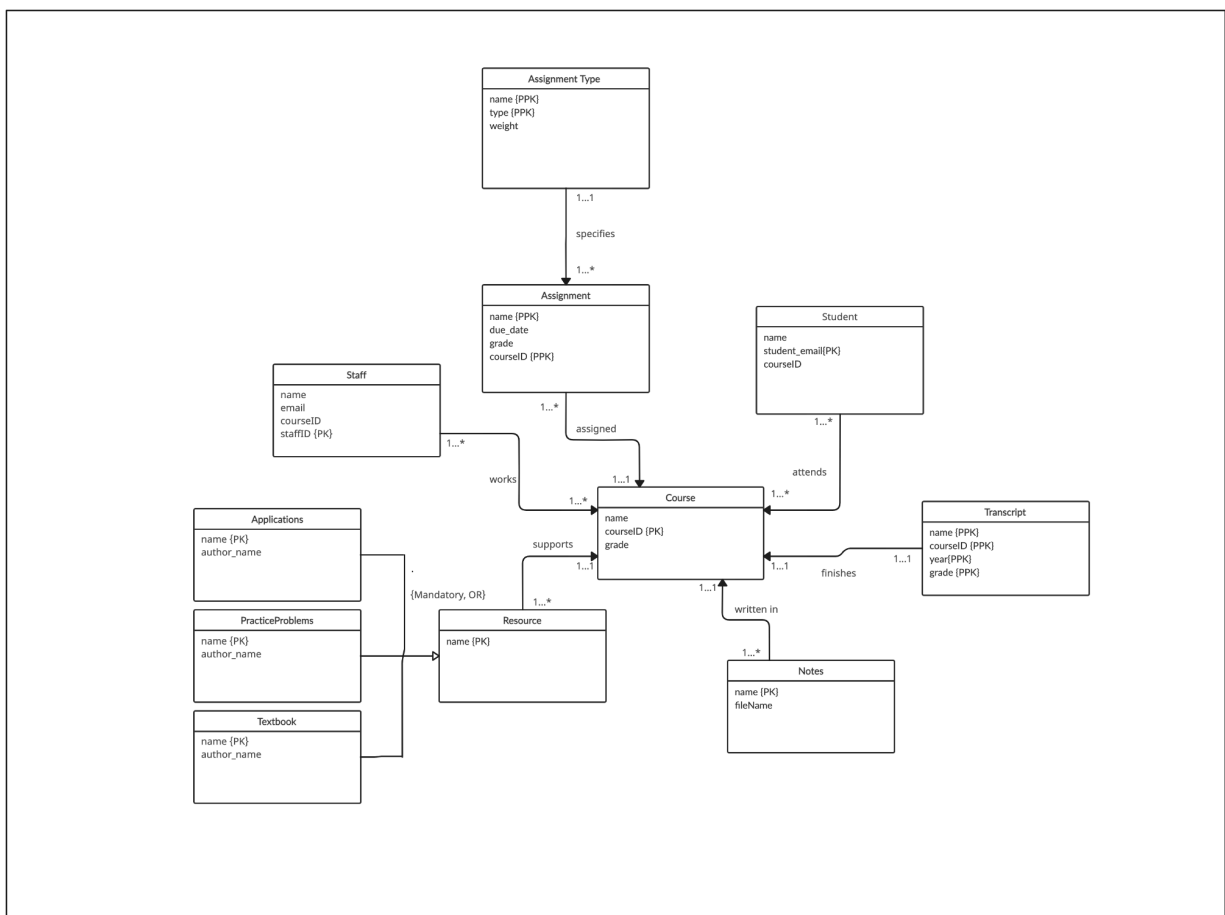 Assignment Type
name {PPK}
type {PPK}
weight
1...1
specifies
1...*
Assignment
name {PPK}
due_date
grade
courseID {PPK}
1...*
assigned
1...1
Student
name
student_email{PK}
courseID
1...*
attends
1...*
Staff
name
email
courseID
staffID {PK}
1...*
works
1...*
Course
name
courseID {PK}
grade
Transcript
name {PPK}
courseID {PPK}
year{PPK}
grade {PPK}
1...1
finishes
1...1
Applications
name {PK}
author_name
supports
1...1
1...*
.
{Mandatory, OR}
PracticeProblems
name {PK}
author_name
Resource
name {PK}
1...1
written in
1...*
Notes
name {PK}
fileName
Textbook
name {PK}
author_name